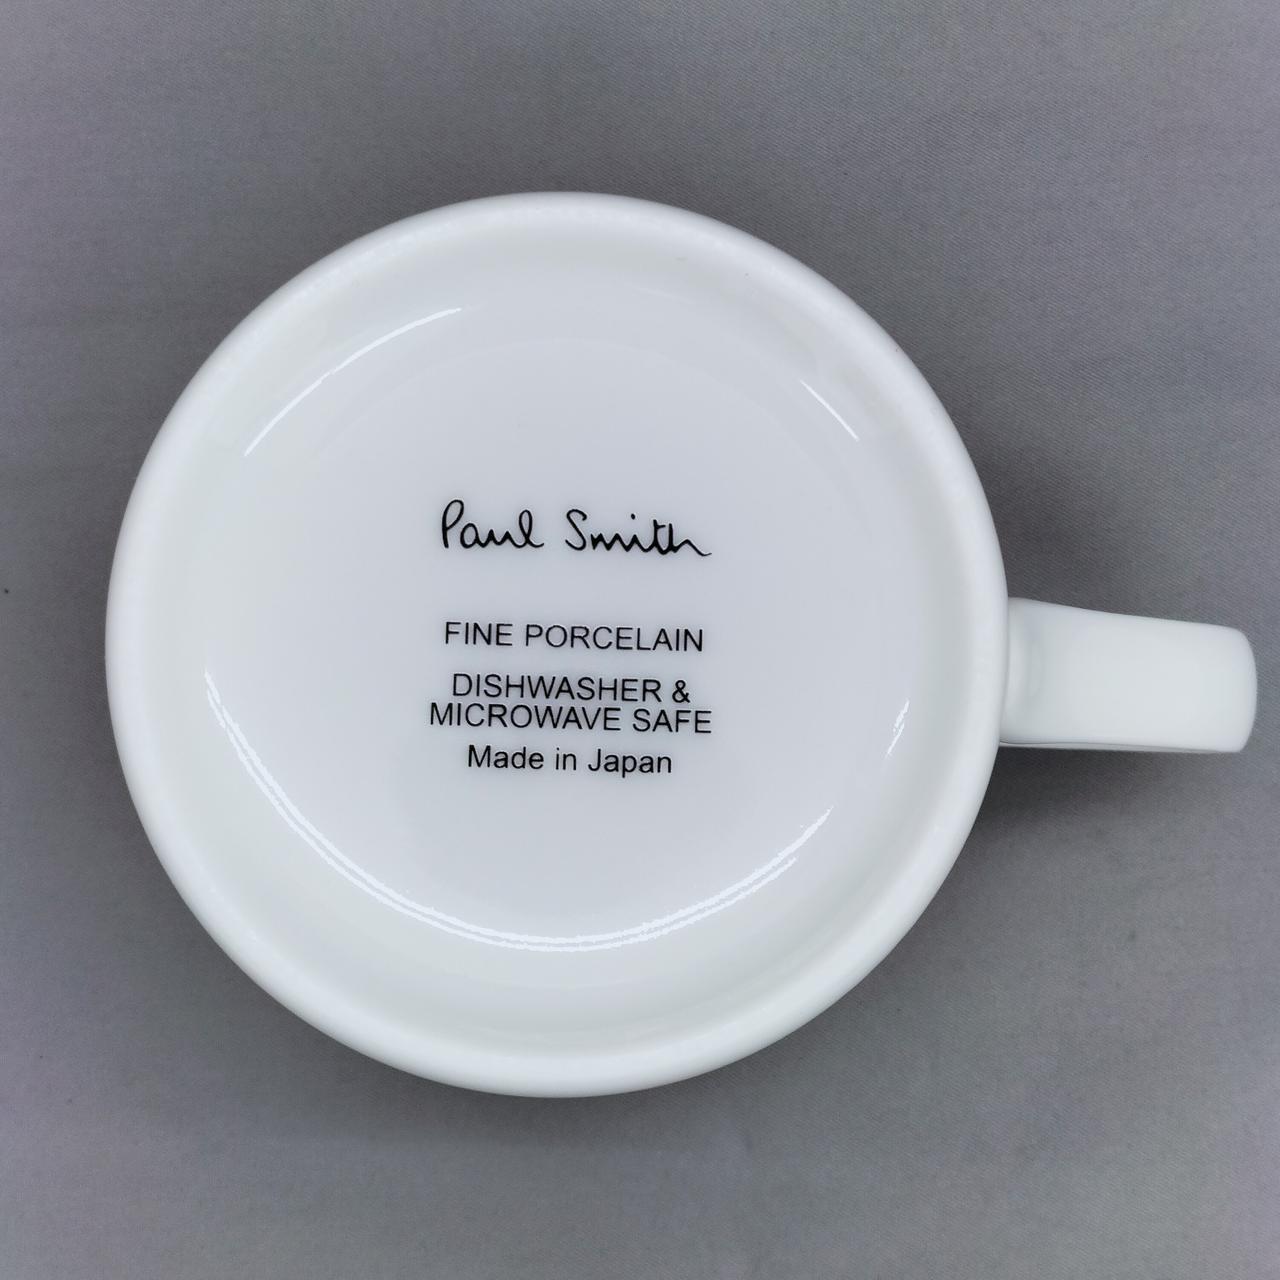 Paul Smith
FINE PORCELAIN
DISHWASHER &
MICROWAVE SAFE
Made in Japan